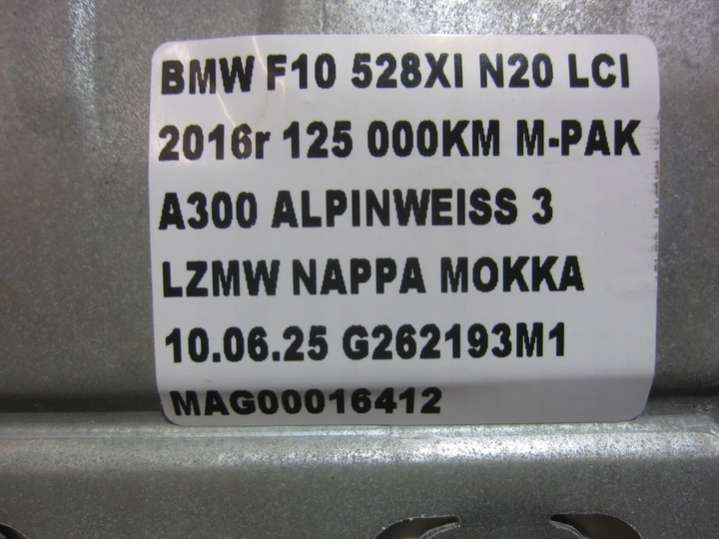 BMW F10 528XI N20 LCI
2016r 125 000KM M-PAK
A300 ALPINWEISS 3
LZMW NAPPA MOKKA
10.06.25 G262193M1
MAG00016412